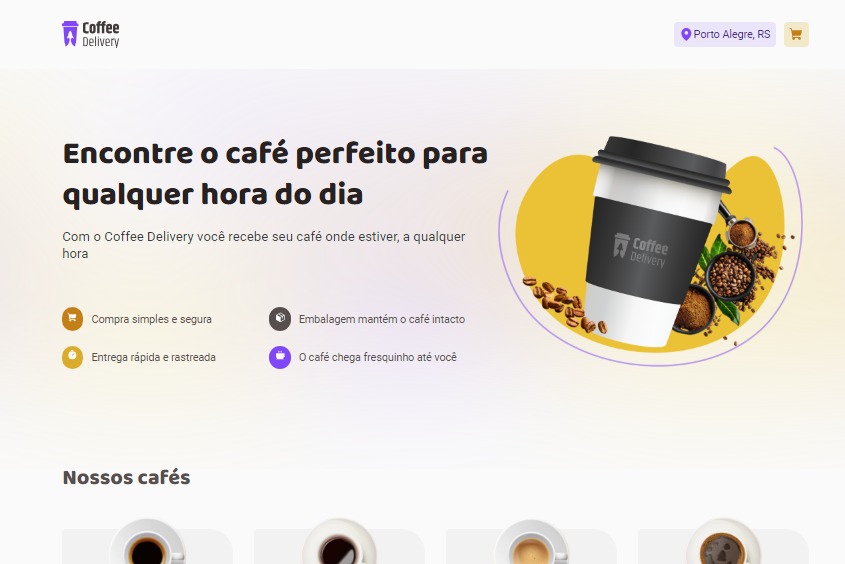 Coffee
Delivery
Porto Alegre, RS
Encontre o café perfeito para
qualquer hora do dia
Com o Coffee Delivery você recebe seu café onde estiver, a qualquer
hora
Compra simples e segura
Embalagem mantém o café intacto
Entrega rápida e rastreada
O café chega fresquinho até você
Coffee
Delivery
Nossos cafés